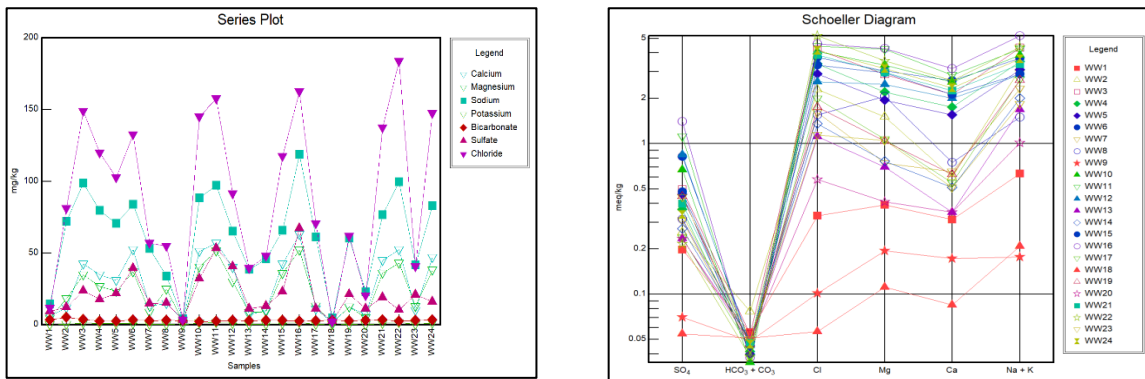 Series Plot
200
150
100
50
0
mg/kg
WW1
WW2
WW3
WW4
WW5
WW6
WW7
WW8
WW9
WW10
WW11
WW12
WW13
WW14
WW15
WW16
WW17
WW18
WW19
WW20
WW21
WW22
WW23
WW24
Samples
Legend
Calcium
Magnesium
Sodium
Potassium
Bicarbonate
Sulfate
Chloride
Schoeller Diagram
5
2
1
0.5
0.2
0.1
0.05
meq/kg
SO4 HCO3 + CO3 Cl Mg Ca Na + K
Legend
WW1
WW2
WW3
WW4
WW5
WW6
WW7
WW8
WW9
WW10
WW11
WW12
WW13
WW14
WW15
WW16
WW17
WW18
WW19
WW20
WW21
WW22
WW23
WW24